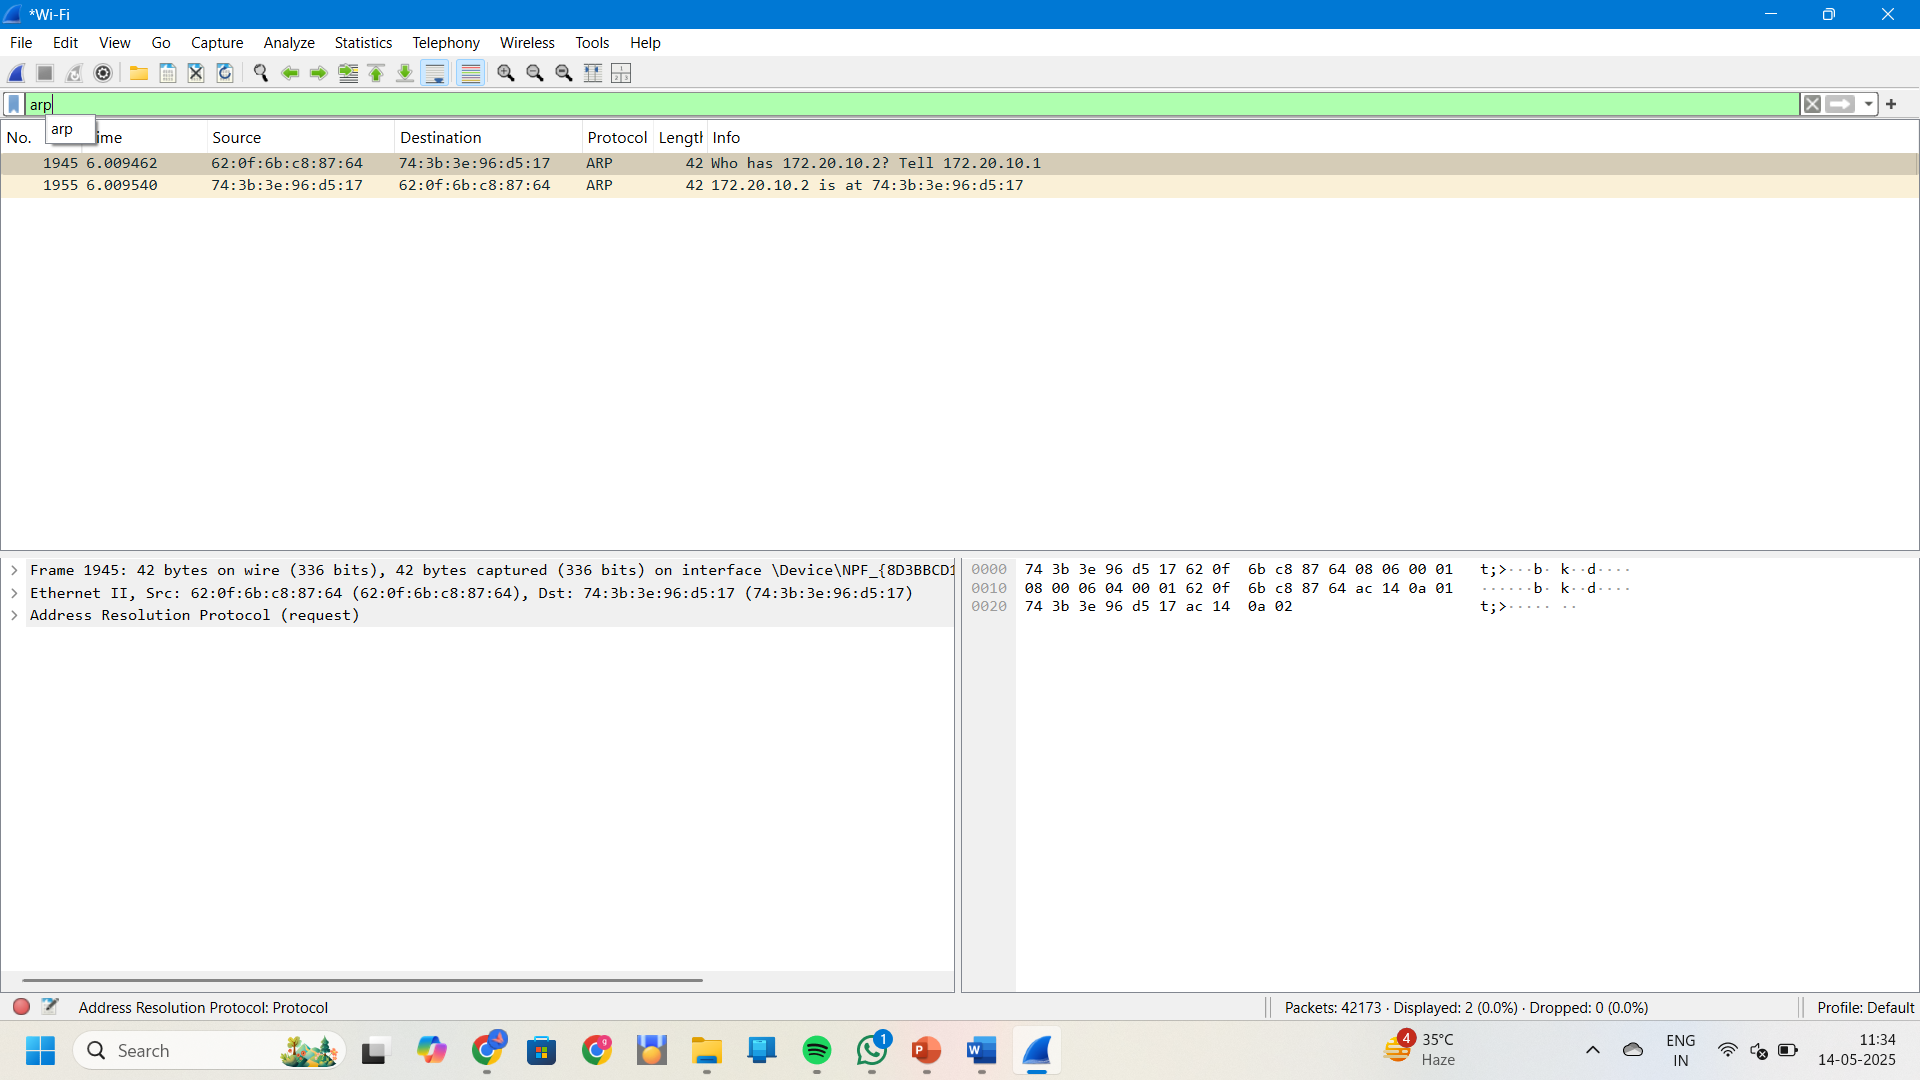 *Wi-Fi
File Edit View Go Capture Analyze Statistics Telephony Wireless Tools Help
arp
arp
No. ime Source Destination Protocol Length Info
1945 6.009462 62:0f:6b:c8:87:64 74:3b:3e:96:d5:17 ARP 42 Who has 172.20.10.2? Tell 172.20.10.1
1955 6.009540 74:3b:3e:96:d5:17 62:0f:6b:c8:87:64 ARP 42 172.20.10.2 is at 74:3b:3e:96:d5:17
Frame 1945: 42 bytes on wire (336 bits), 42 bytes captured (336 bits) on interface \Device\NPF_{8D3BBCD1
Ethernet II, Src: 62:0f:6b:c8:87:64 (62:0f:6b:c8:87:64), Dst: 74:3b:3e:96:d5:17 (74:3b:3e:96:d5:17)
Address Resolution Protocol (request)
0000 74 3b 3e 96 d5 17 62 0f 6b c8 87 64 08 06 00 01 t;>···b· k··d····
0010 08 00 06 04 00 01 62 0f 6b c8 87 64 ac 14 0a 01 ······b· k··d····
0020 74 3b 3e 96 d5 17 ac 14 0a 02 t;>····· ··
Address Resolution Protocol: Protocol
Packets: 42173 · Displayed: 2 (0.0%) · Dropped: 0 (0.0%)
Profile: Default
Search
9
1
4
35°C
Haze
ENG
IN
11:34
14-05-2025